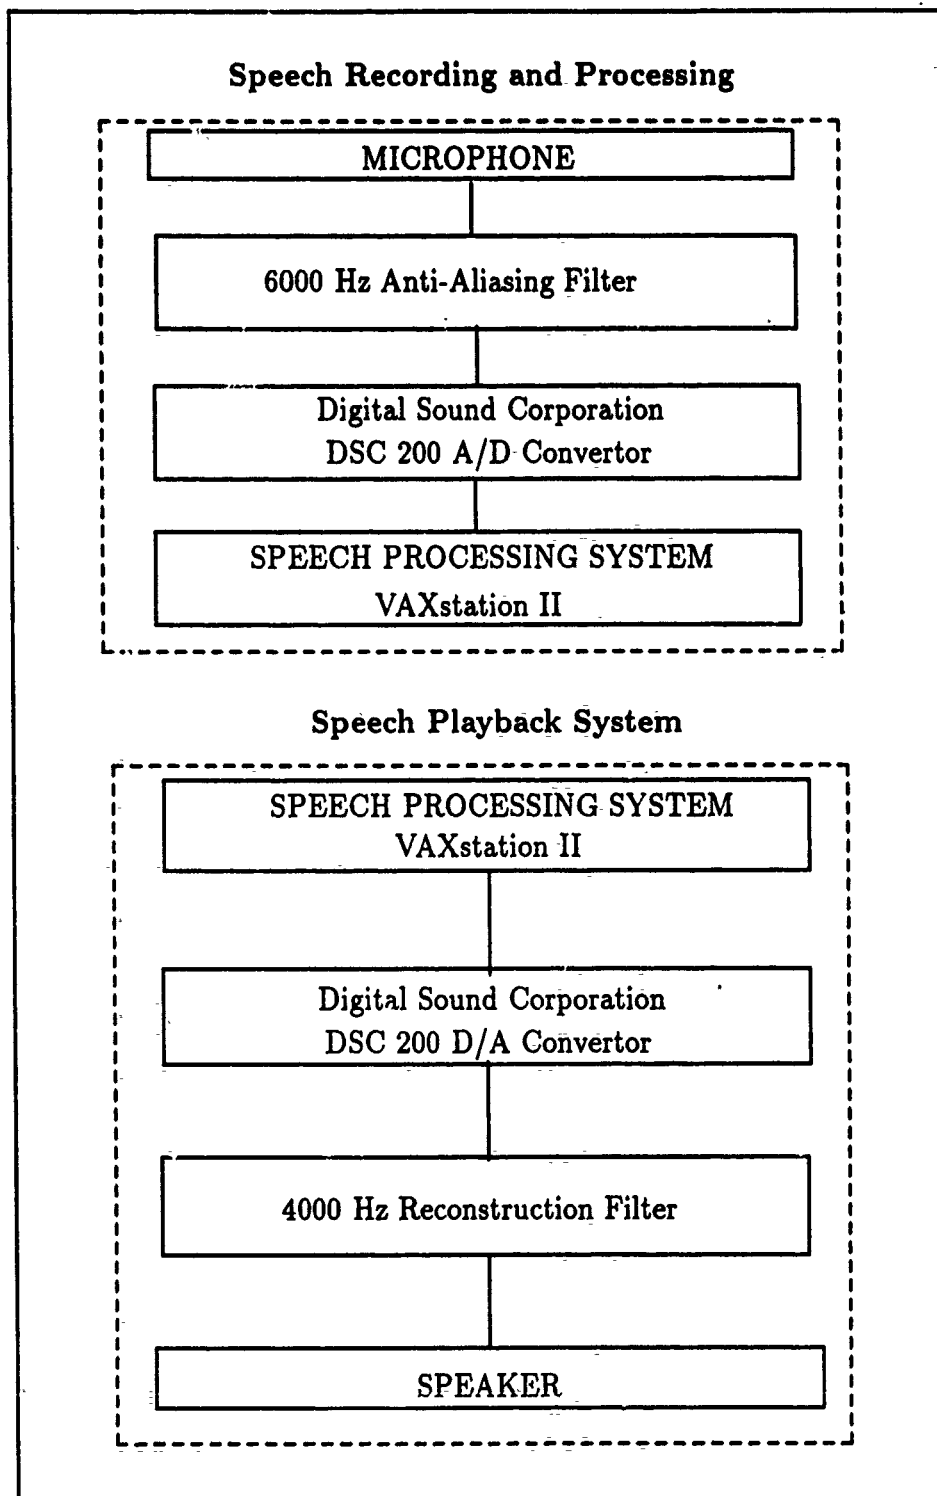 Speech Recording and Processing
MICROPHONE
6000 Hz Anti-Aliasing Filter
Digital Sound Corporation
DSC 200 A/D Convertor
SPEECH PROCESSING SYSTEM
VAXstation II
Speech Playback System
SPEECH PROCESSING SYSTEM
VAXstation II
Digital Sound Corporation
DSC 200 D/A Convertor
4000 Hz Reconstruction Filter
SPEAKER